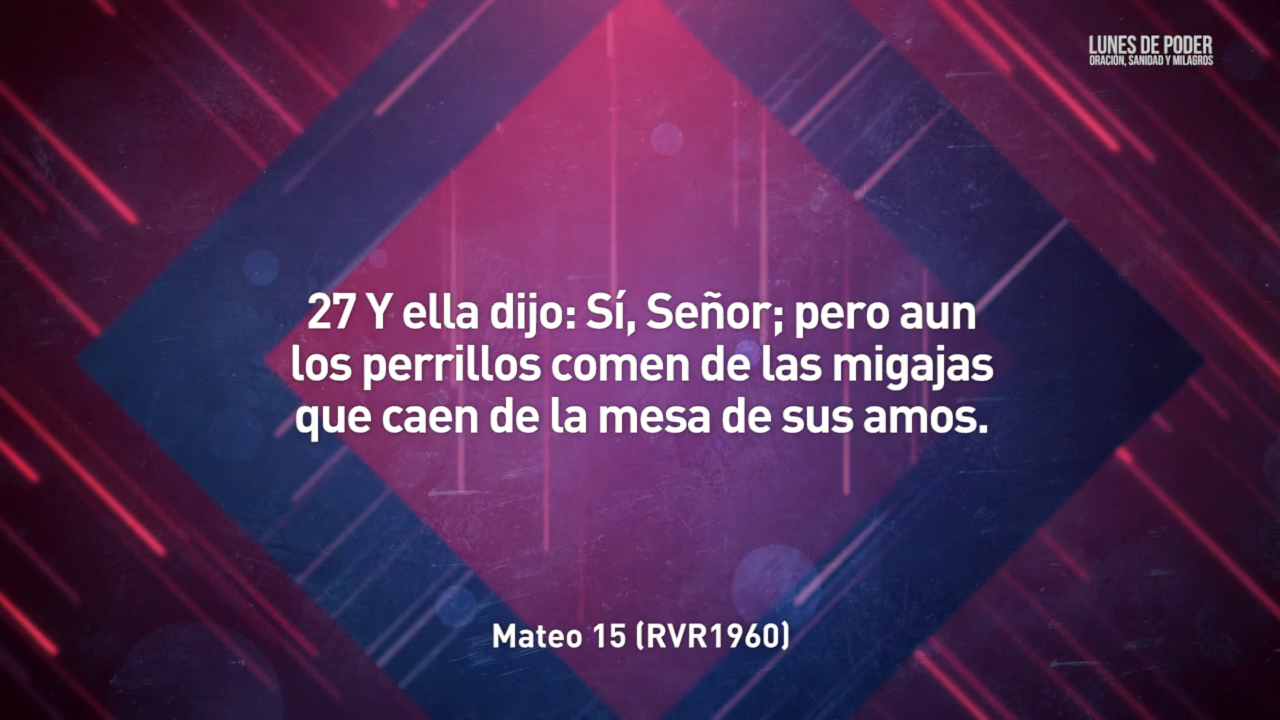 LUNES DE PODER
ORACIÓN, SANIDAD Y MILAGROS
27 Y ella dijo: Sí, Señor; pero aun
los perrillos comen de las migajas
que caen de la mesa de sus amos.
Mateo 15 (RVR1960)